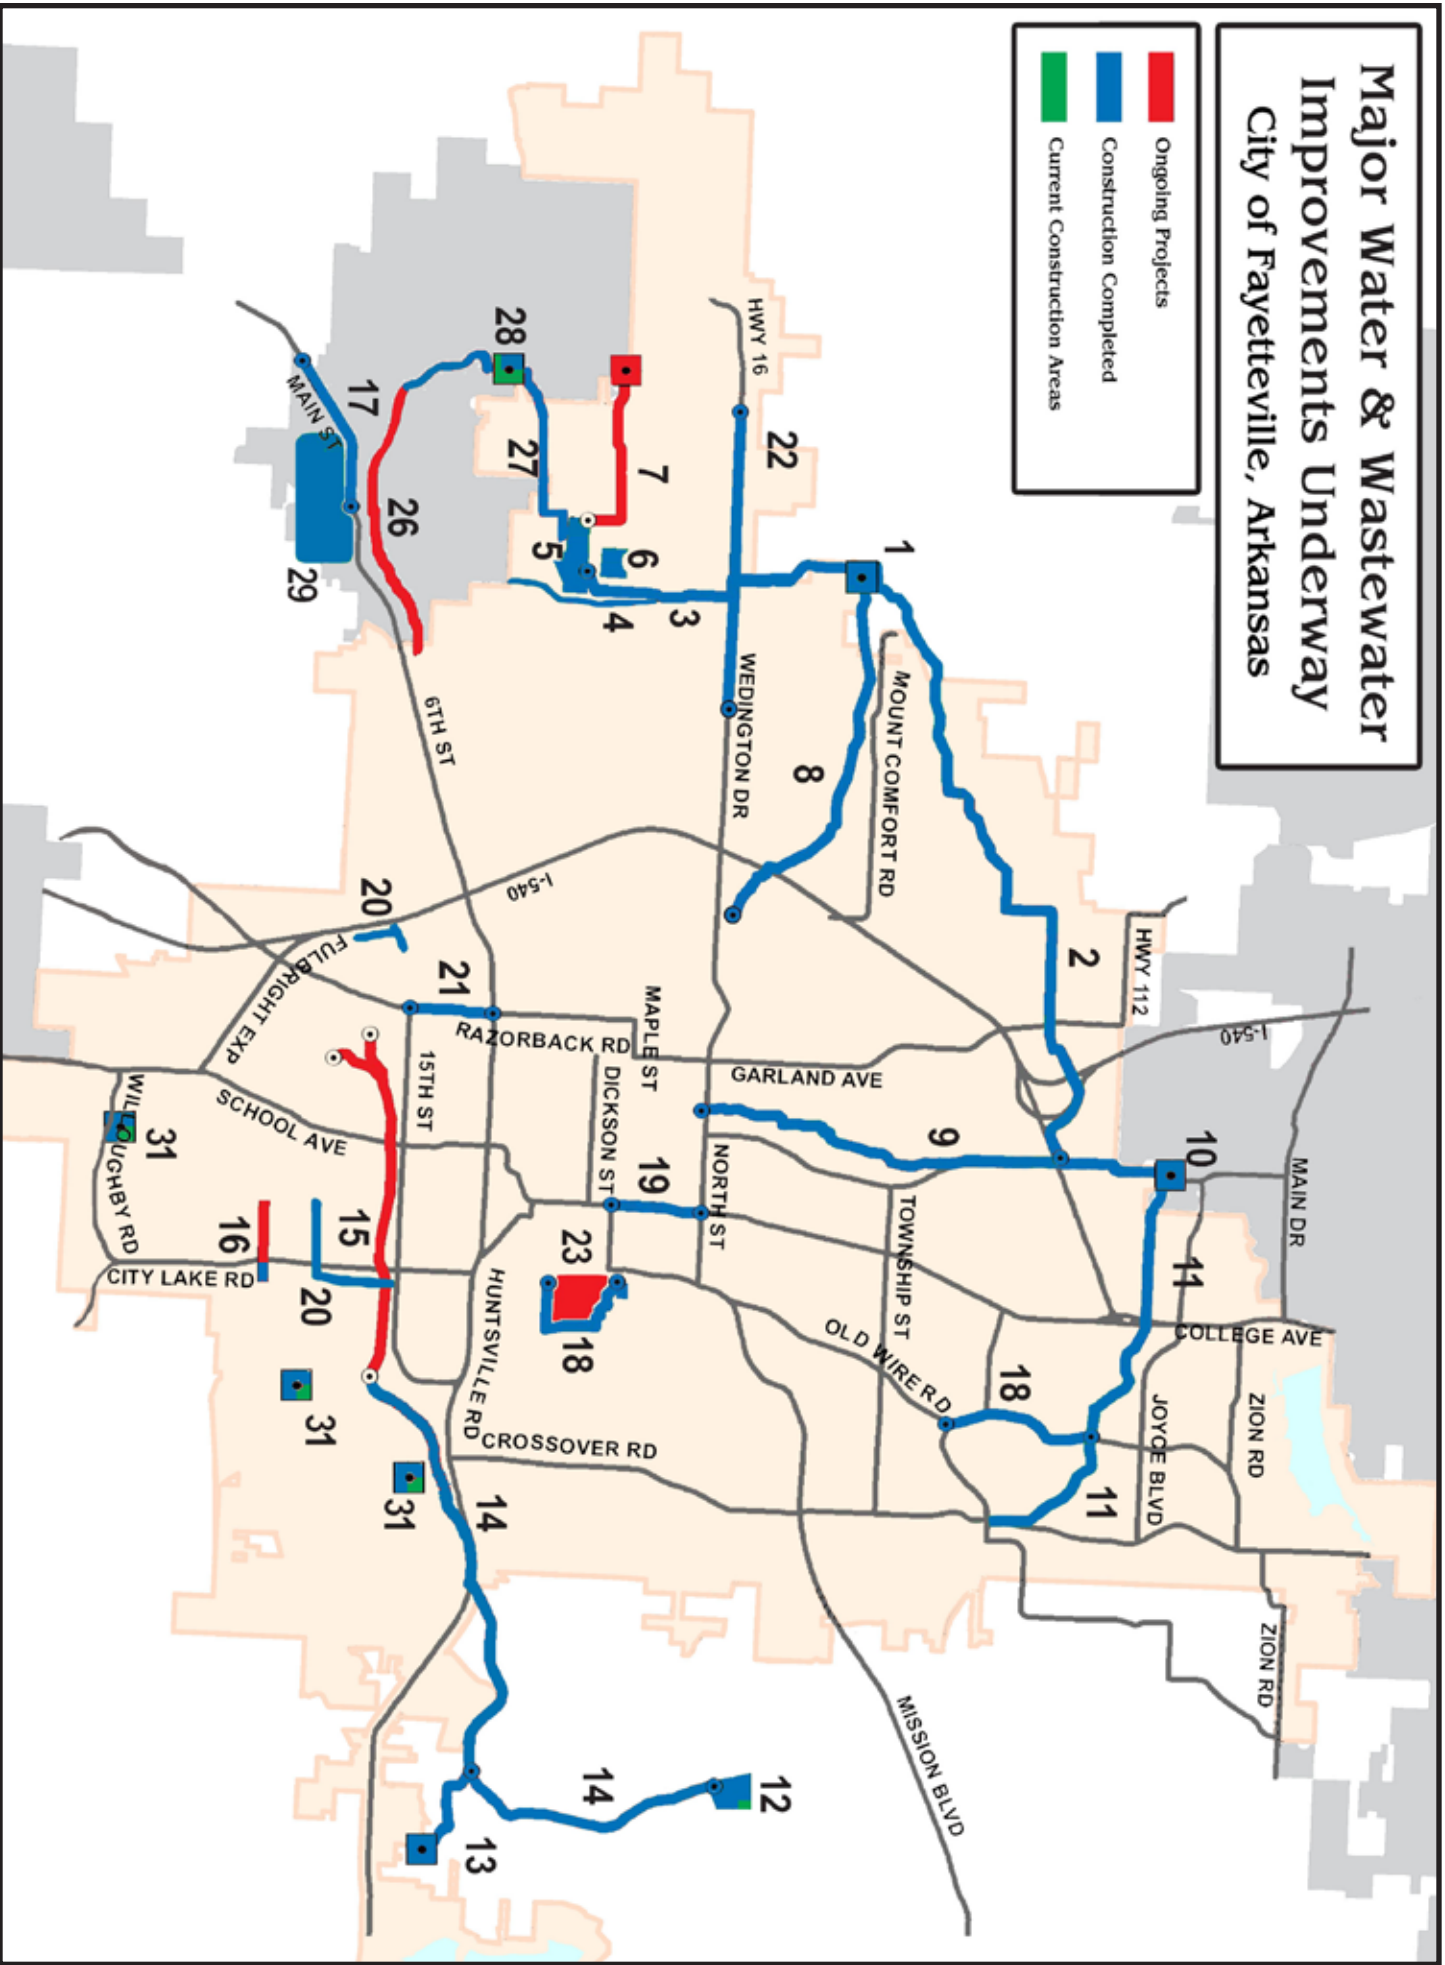 Major Water & Wastewater
Improvements Underway
City of Fayetteville, Arkansas
Ongoing Projects
Construction Completed
Current Construction Areas
MAIN DR
HWY 112
I-540
10
ZION RD
ZION RD
11
COLLEGE AVE
JOYCE BLVD
2
11
18
1
MOUNT COMFORT RD
9
TOWNSHIP ST
OLD WIRE RD
MISSION BLVD
8
HWY 16
22
WEDINGTON DR
GARLAND AVE
NORTH ST
12
7
3
MAPLE ST
19
6
4
DICKSON ST
RAZORBACK RD
CROSSOVER RD
23
18
14
5
27
28
I-540
HUNTSVILLE RD
14
13
6TH ST
21
15TH ST
26
31
17
20
15
MAIN ST
29
FULBRIGHT EXP
SCHOOL AVE
20
31
16
CITY LAKE RD
31
UGHBY RD